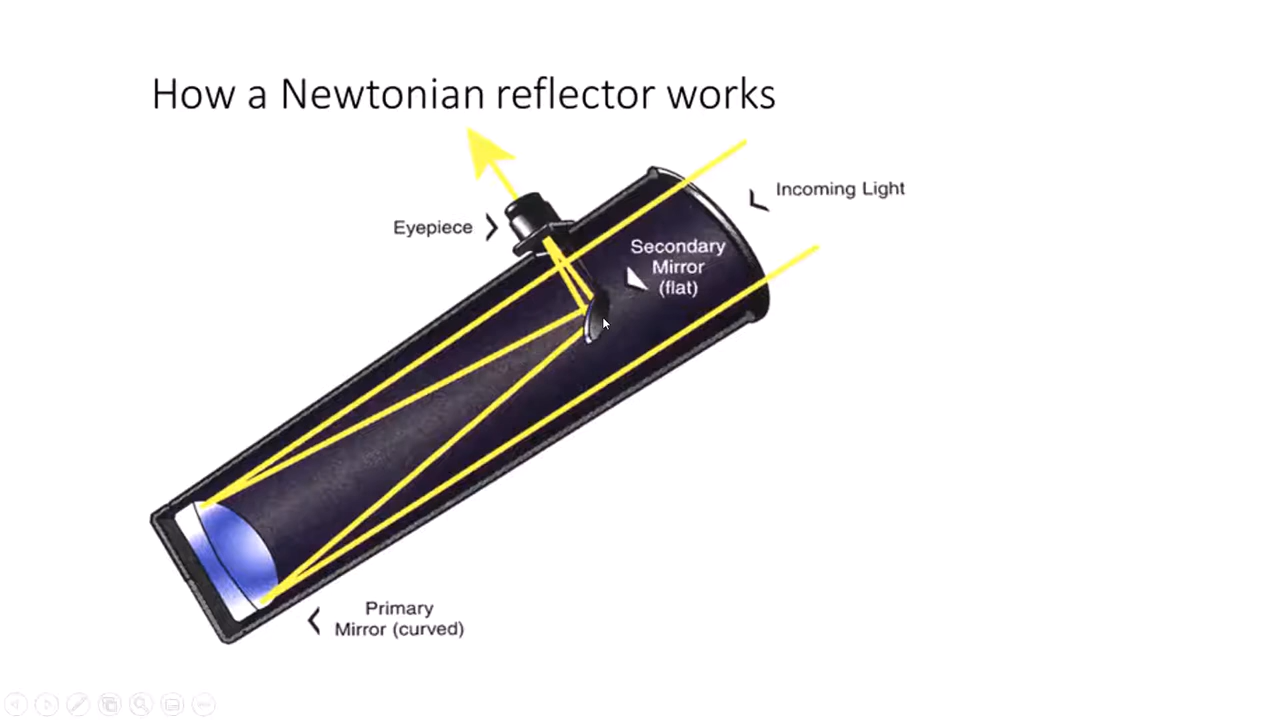 How a Newtonian reflector works
Incoming Light
Eyepiece
Secondary
Mirror
(flat)
Primary
Mirror (curved)